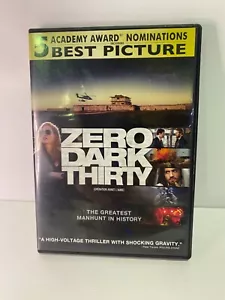 5 ACADEMY AWARD® NOMINATIONS
BEST PICTURE
ZERO
DARK
THIRTY
THE GREATEST
MANHUNT IN HISTORY
"A HIGH-VOLTAGE THRILLER WITH SHOCKING GRAVITY."